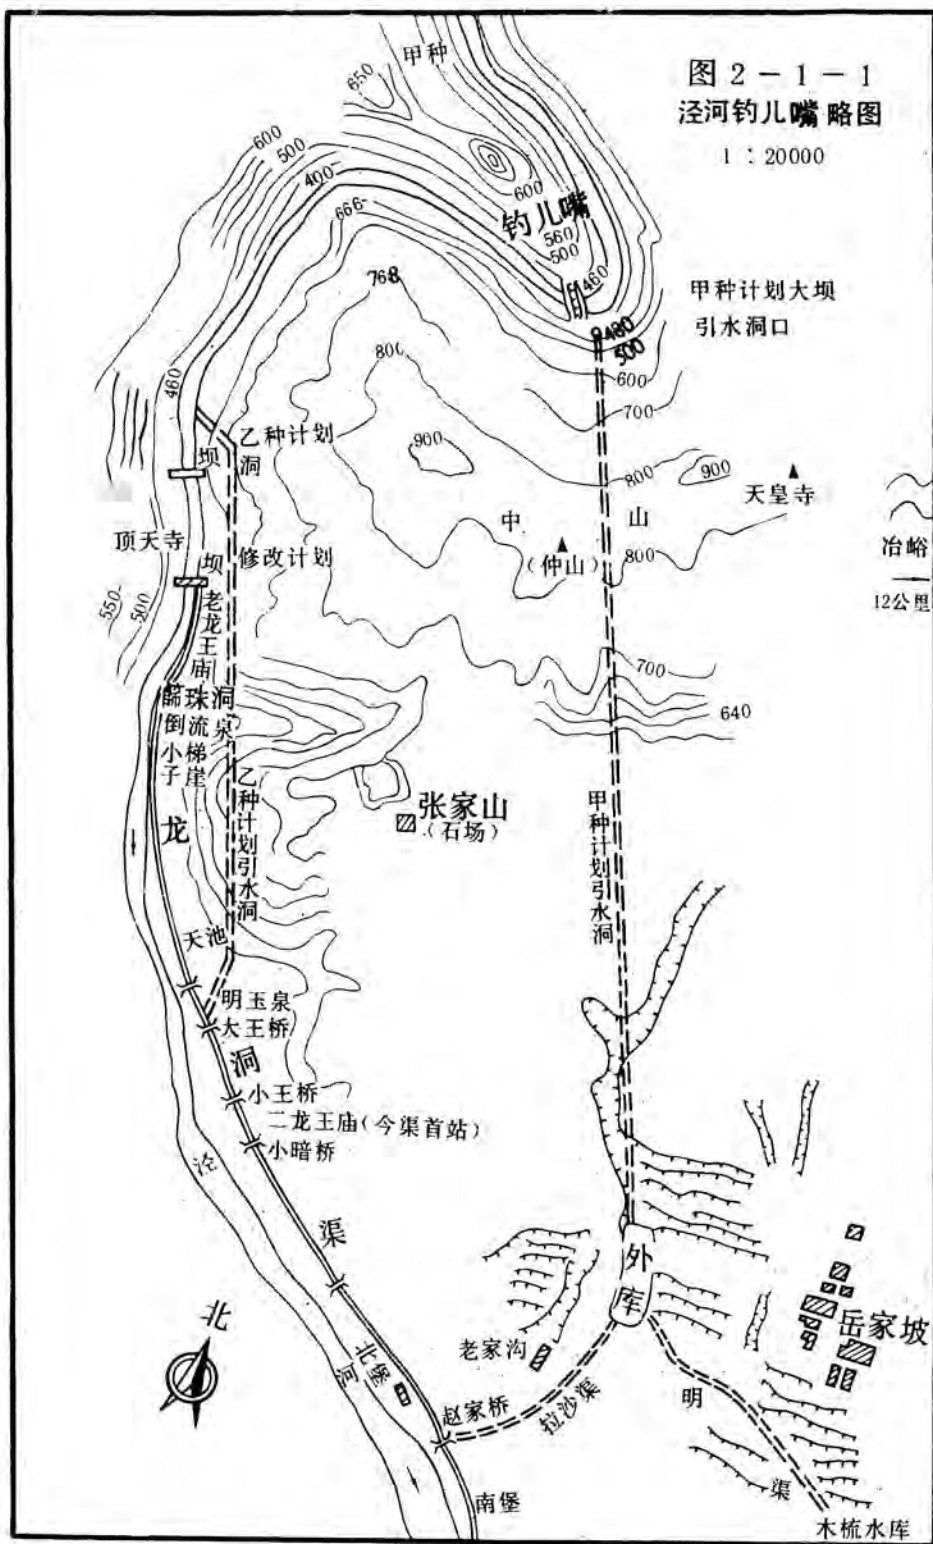 图2-1-1
泾河钓儿嘴略图
1:20000
甲种
650
600
500
400
666
600
钓儿嘴
560
500
460
768
甲种计划大坝
引水洞口
480
500
600
700
800
460
900
800
900
天皇寺
乙种计划
坝
洞
中山
(仲山)
800
冶峪
12公里
顶天寺
修改计划
坝
550
500
老龙王庙
筛珠洞
倒流泉
小梯子崖
700
640
乙种计划引水洞
张家山
(石场)
甲种计划引水洞
龙洞渠
天池
明玉泉
大王桥
小王桥
二龙王庙(今渠首站)
小暗桥
泾河
外库
岳家坡
北
老家沟
北堡
赵家桥
拉沙渠
明渠
南堡
木梳水库